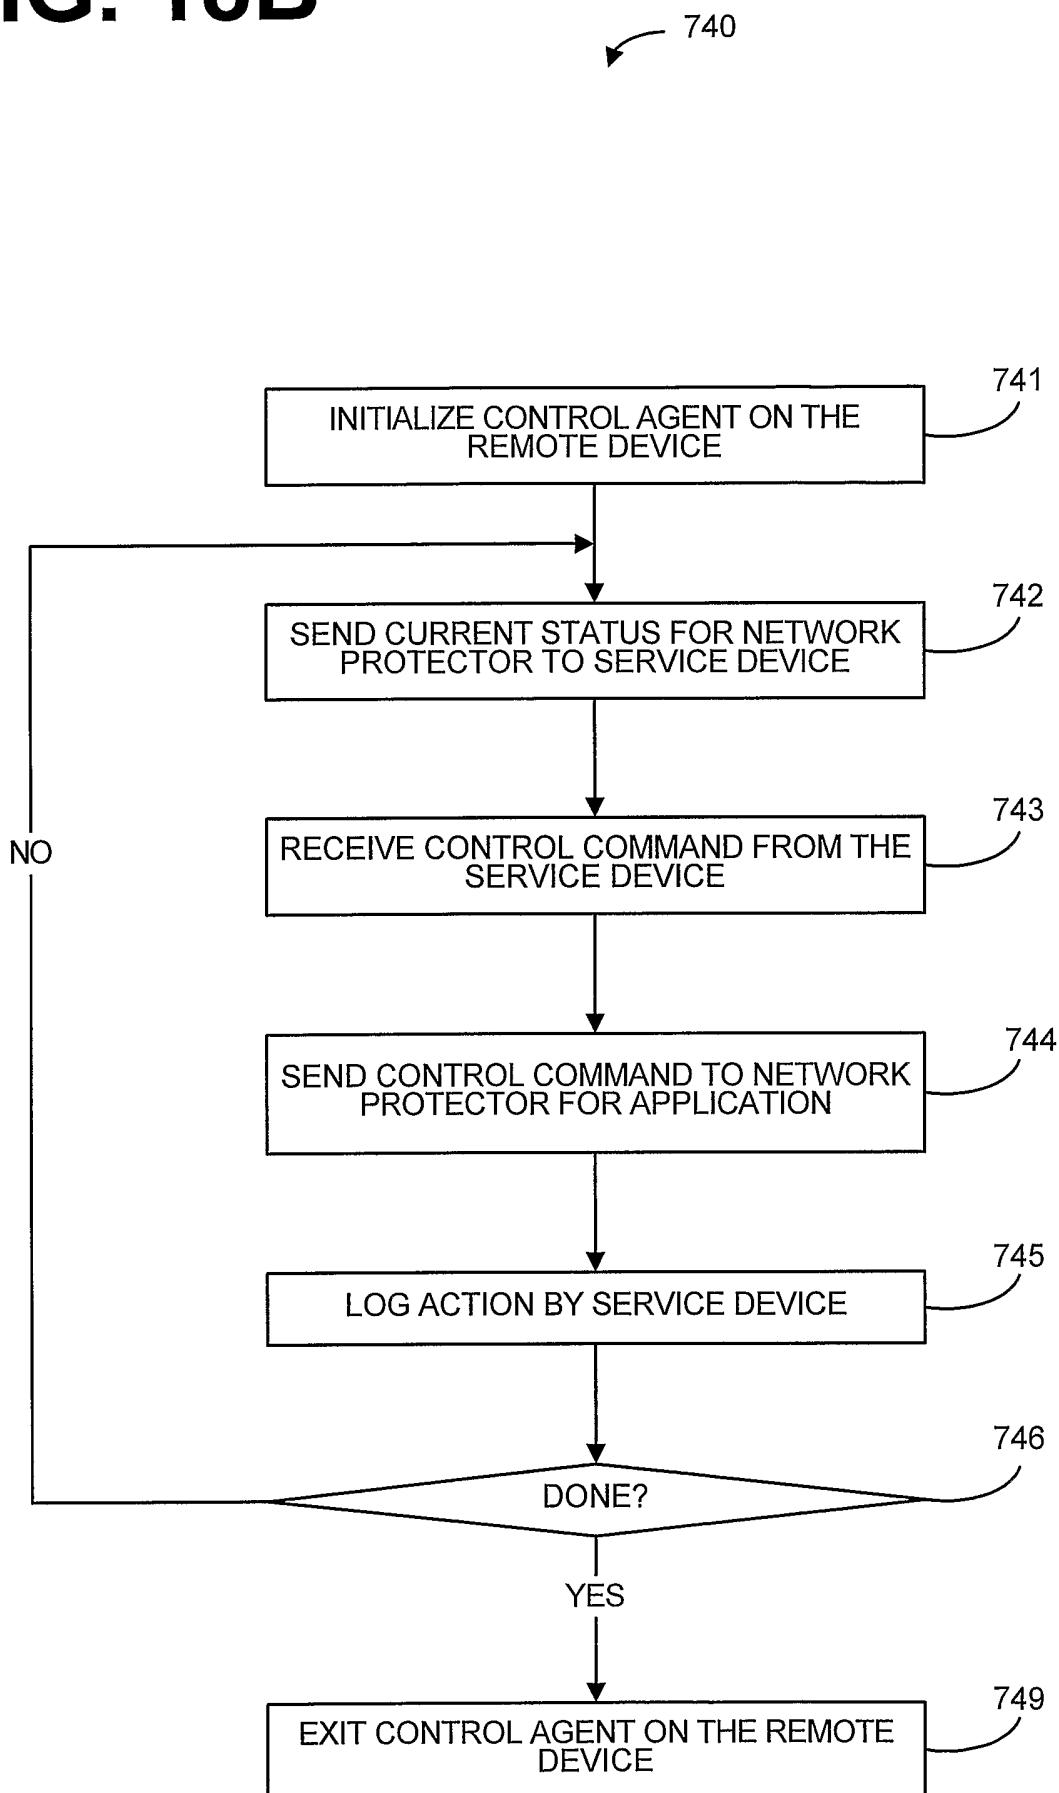 740
741
INITIALIZE CONTROL AGENT ON THE
REMOTE DEVICE
742
SEND CURRENT STATUS FOR NETWORK
PROTECTOR TO SERVICE DEVICE
743
RECEIVE CONTROL COMMAND FROM THE
SERVICE DEVICE
NO
744
SEND CONTROL COMMAND TO NETWORK
PROTECTOR FOR APPLICATION
745
LOG ACTION BY SERVICE DEVICE
746
DONE?
YES
749
EXIT CONTROL AGENT ON THE REMOTE
DEVICE